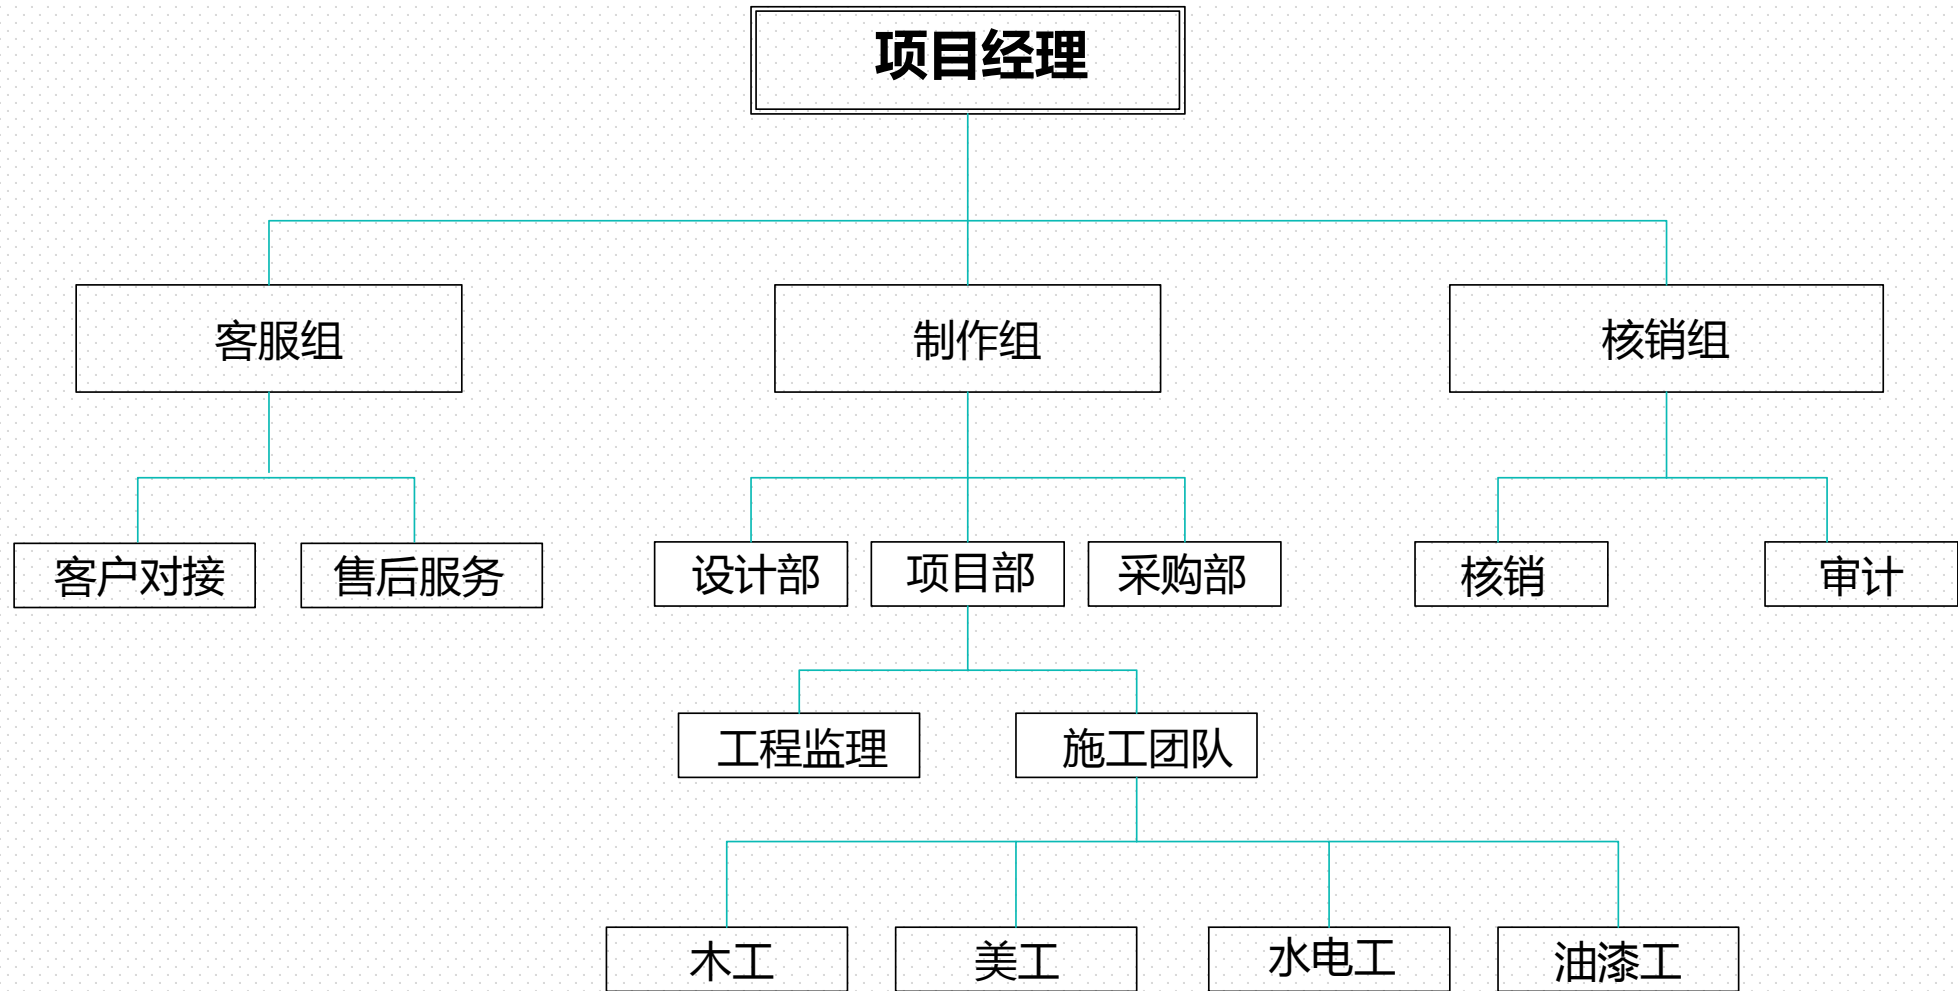 项目经理
客服组
制作组
核销组
客户对接
售后服务
设计部
项目部
采购部
核销
审计
工程监理
施工团队
木工
美工
水电工
油漆工